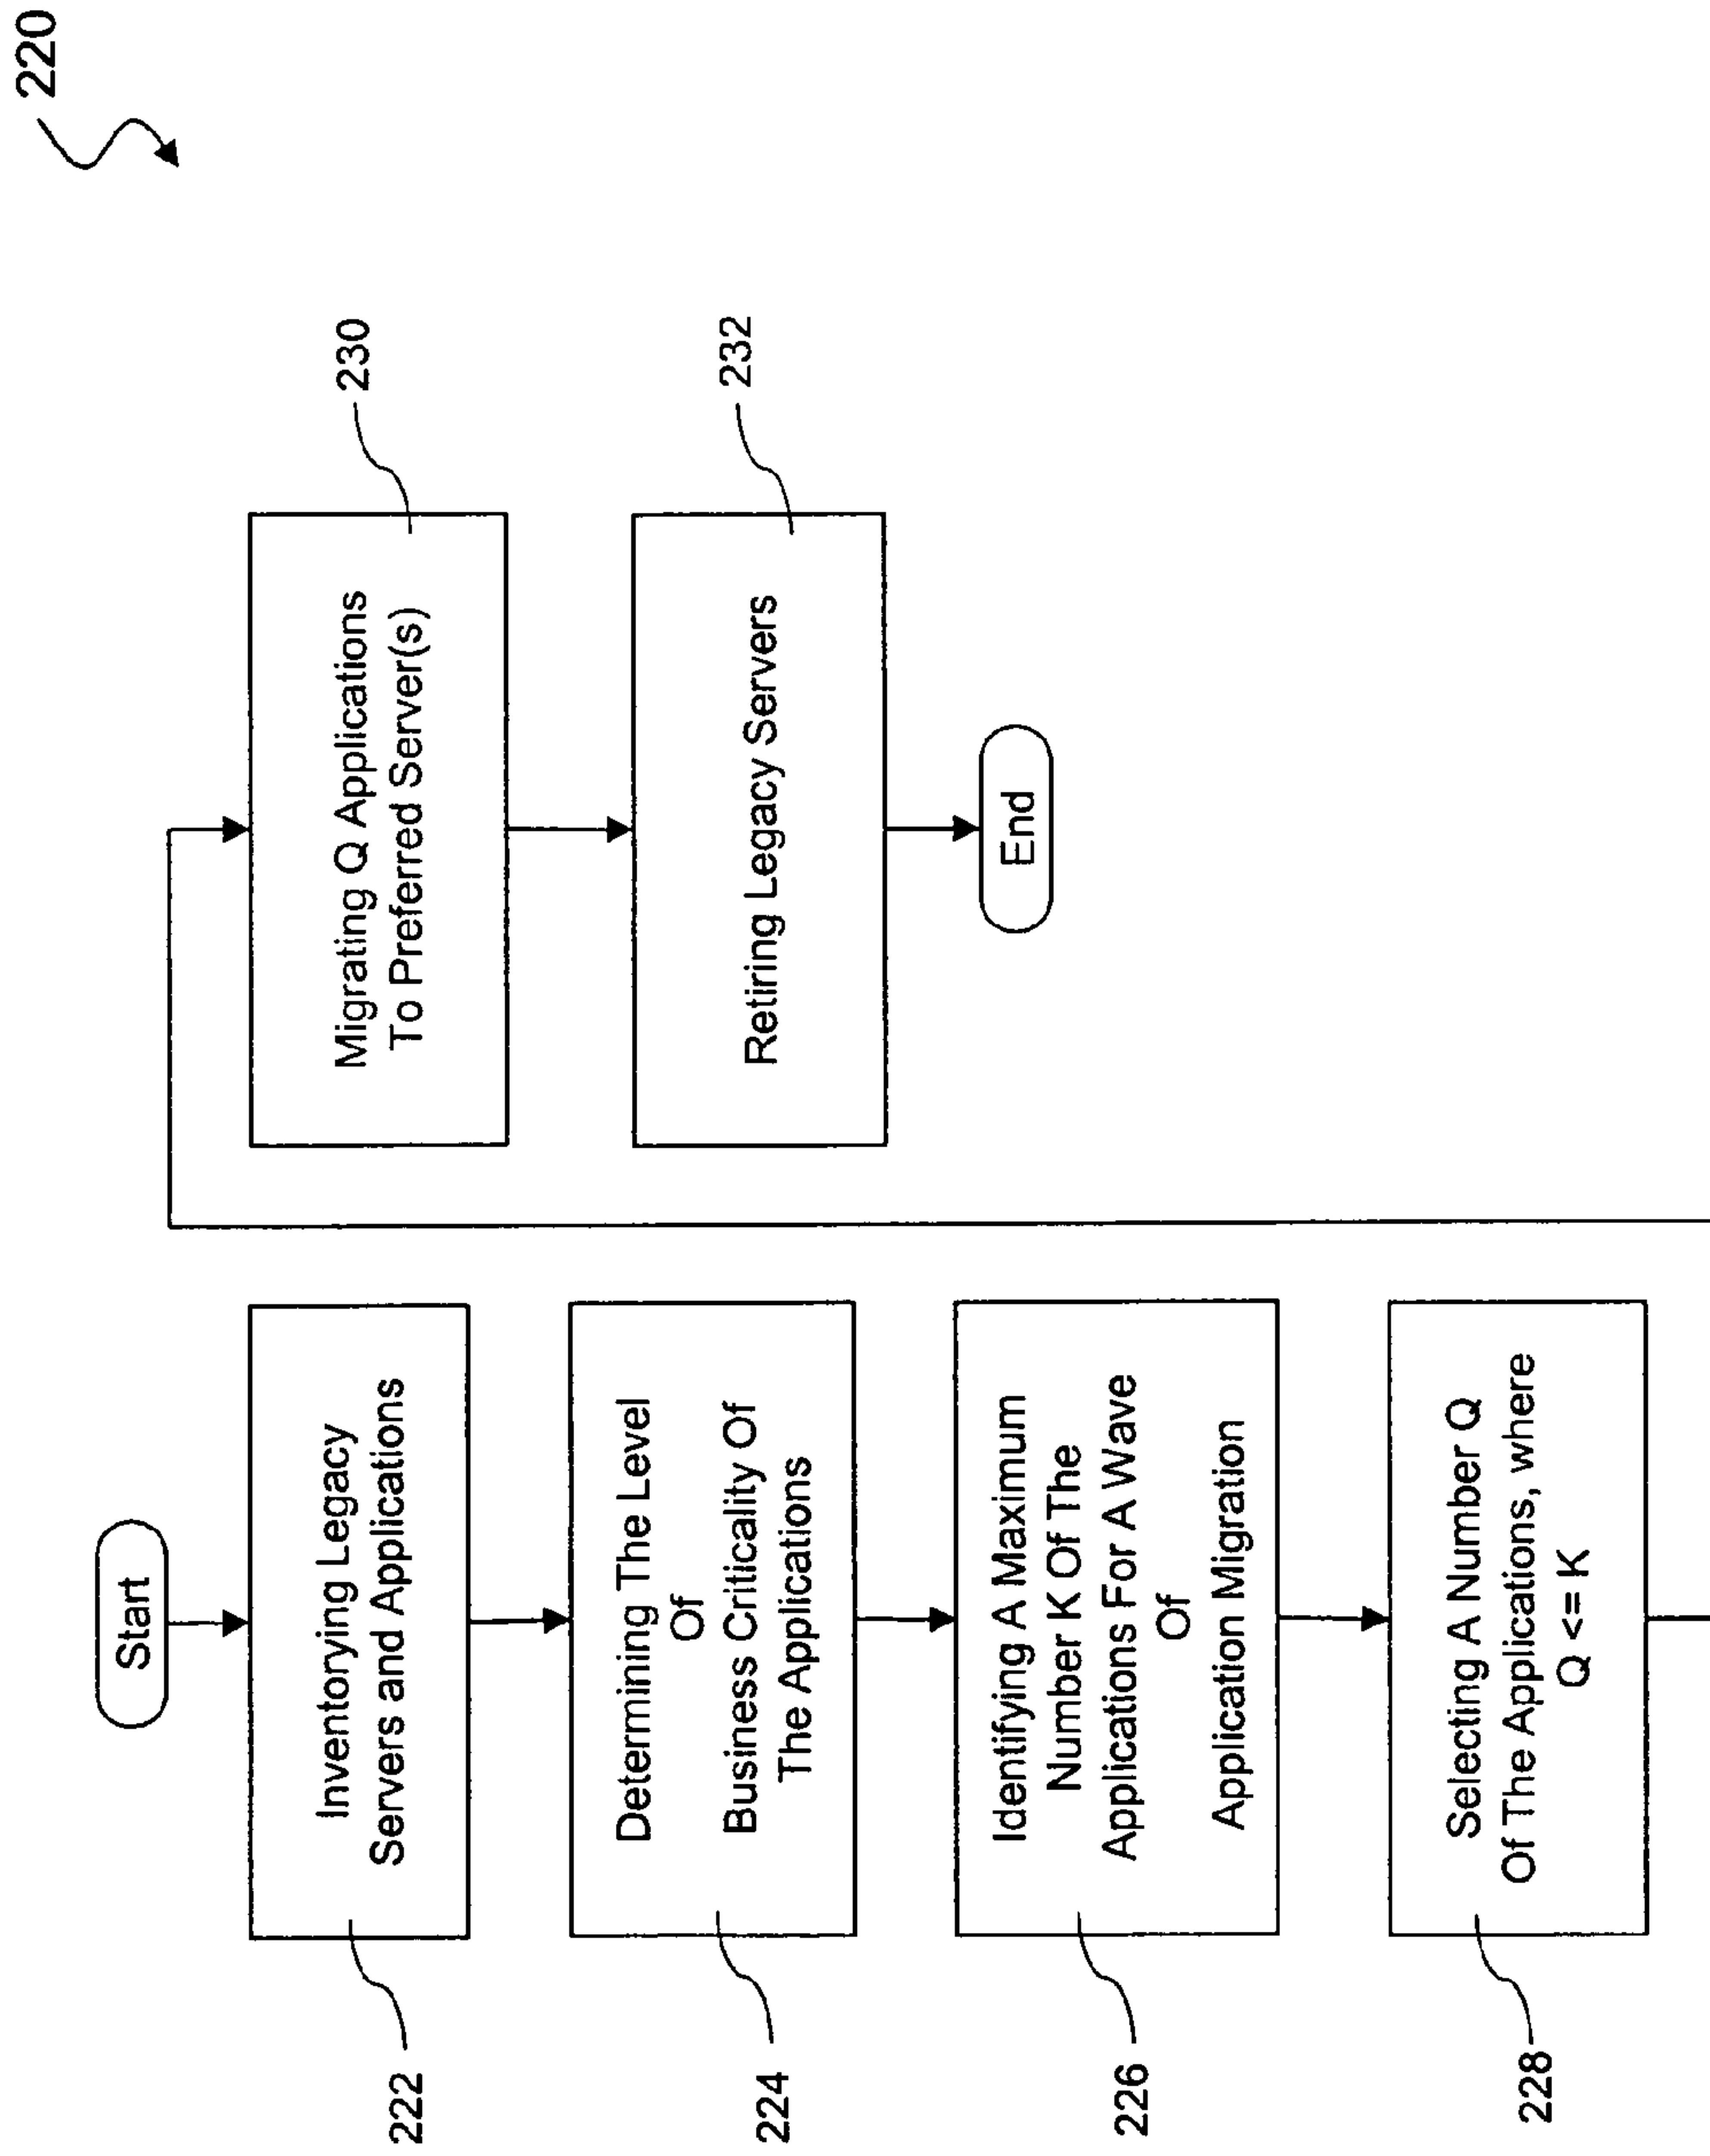 220
Start
Inventorying Legacy
Servers and Applications
222
Determining The Level
Of
Business Criticality Of
The Applications
224
Identifying A Maximum
Number K Of The
Applications For A Wave
Of
Application Migration
226
Selecting A Number Q
Of The Applications, where
Q <= K
228
Migrating Q Applications
To Preferred Server(s)
230
Retiring Legacy Servers
232
End